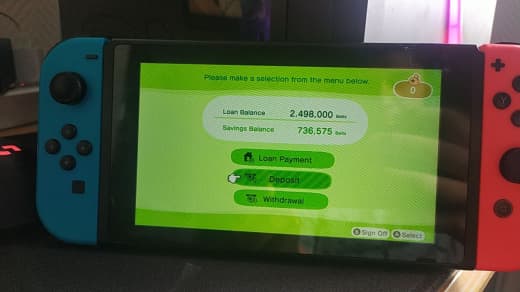 Please make a selection from the menu below.
0
Loan Balance 2,498,000 Bells
Savings Balance 736,575 Bells
Loan Payment
Deposit
Withdrawal
B Sign Off A Select
X
Y